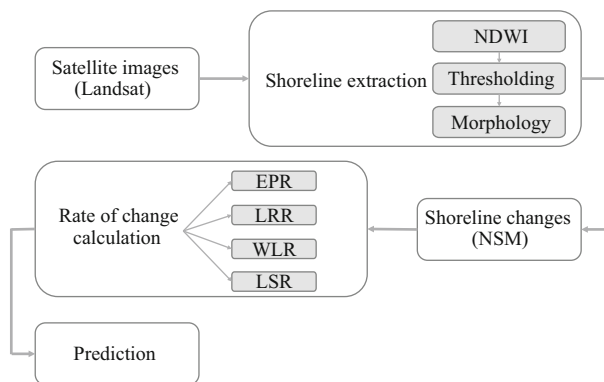 Satellite images
(Landsat)
Shoreline extraction
NDWI
Thresholding
Morphology
Shoreline changes
(NSM)
Rate of change
calculation
EPR
LRR
WLR
LSR
Prediction